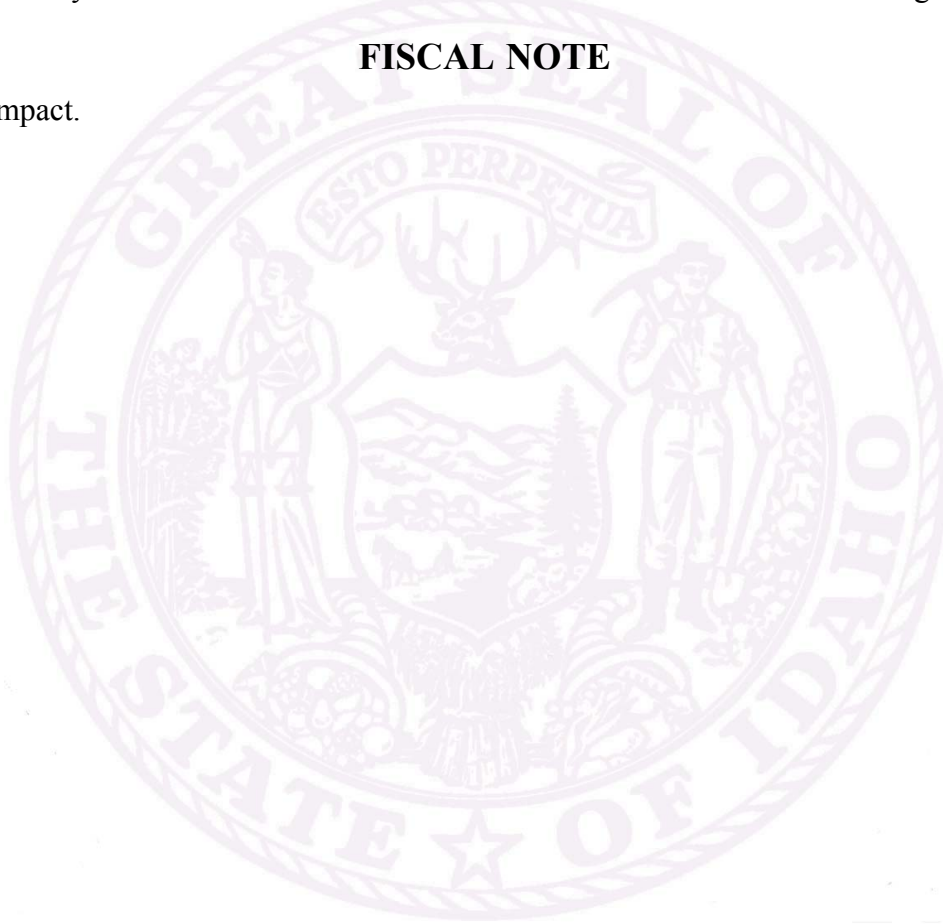 FISCAL NOTE
mpact.
GREAT SEAL OF
ESTO PERPETUA
THE STATE OF IDAHO